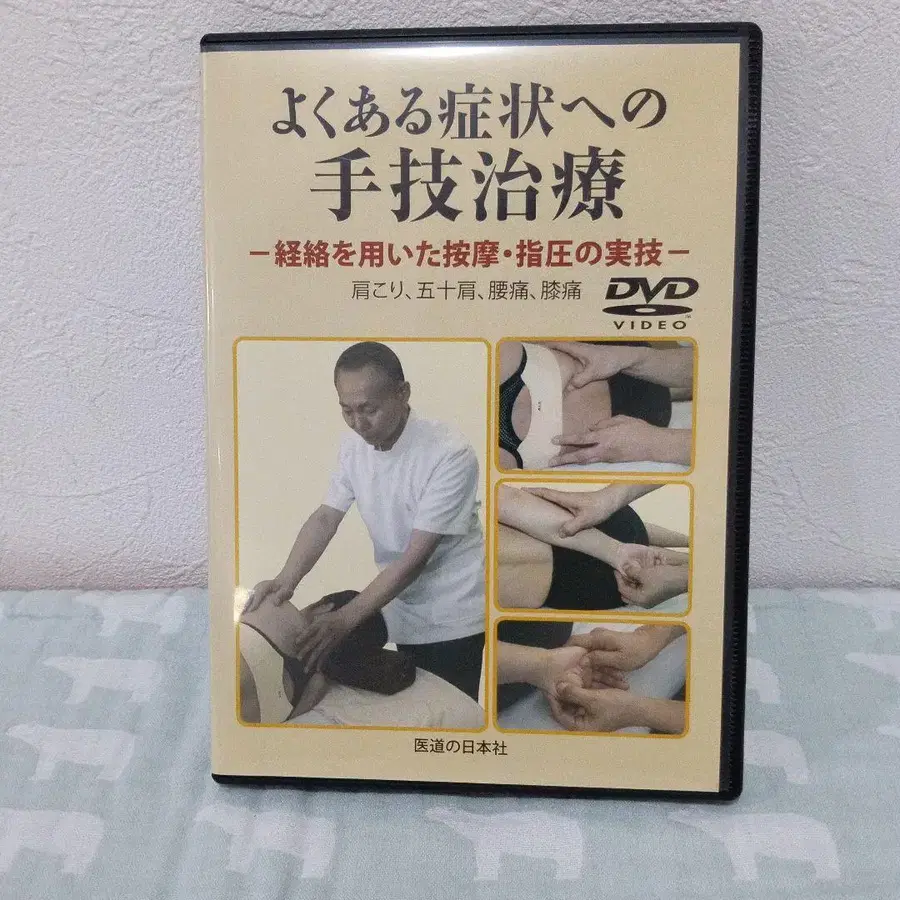 よくある症状への
手技治療
－経絡を用いた按摩・指圧の実技－
肩こり、五十肩、腰痛、膝痛
DVD
VIDEO
医道の日本社